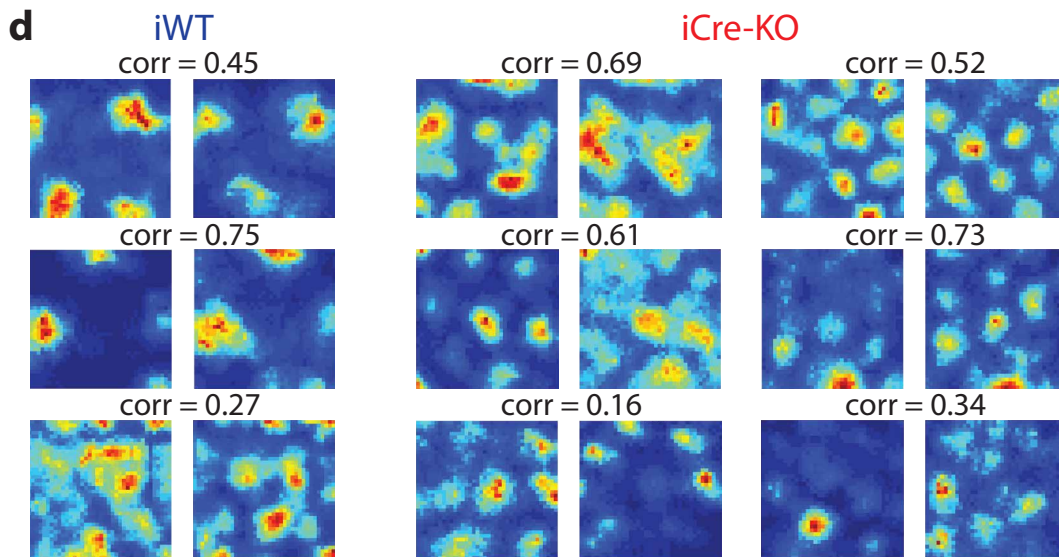 d
iWT
iCre-KO
corr = 0.45
corr = 0.69
corr = 0.52
corr = 0.75
corr = 0.61
corr = 0.73
corr = 0.27
corr = 0.16
corr = 0.34